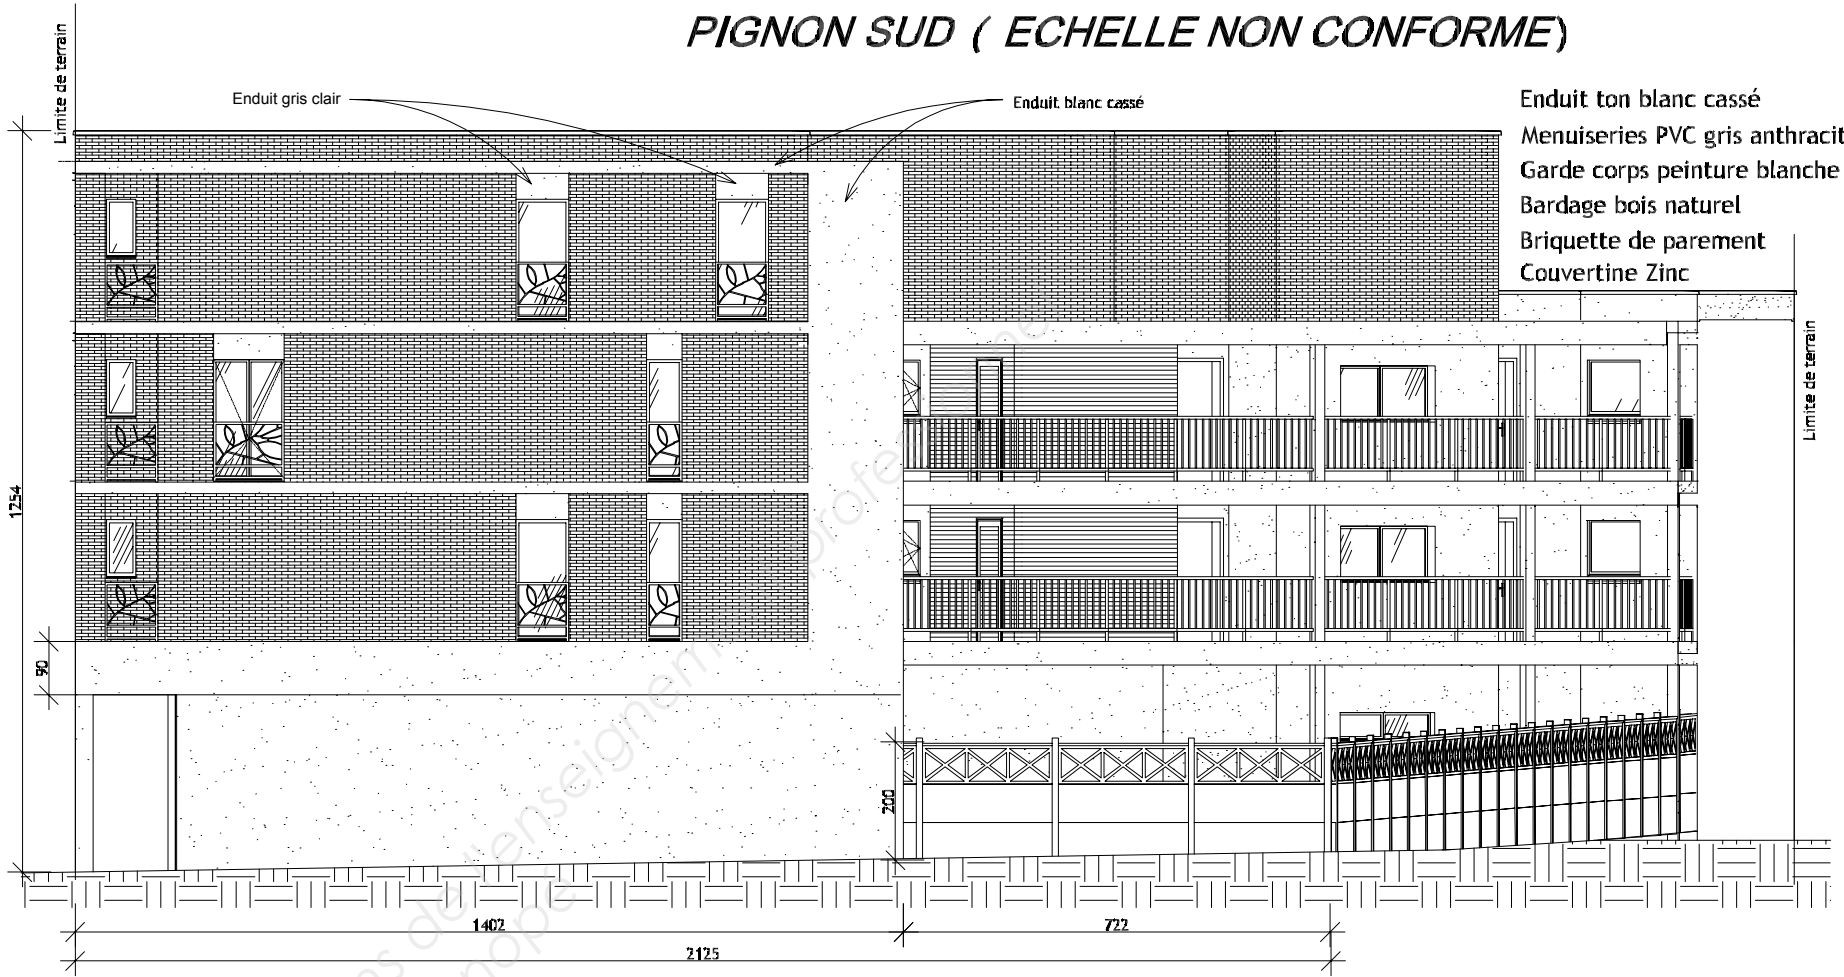 PIGNON SUD ( ECHELLE NON CONFORME)
Limite de terrain
Enduit gris clair
Enduit blanc cassé
Enduit ton blanc cassé
Menuiseries PVC gris anthracit
Garde corps peinture blanche
Bardage bois naturel
Briquette de parement
Couvertine Zinc
Limite de terrain
1254
90
200
1402
722
2125